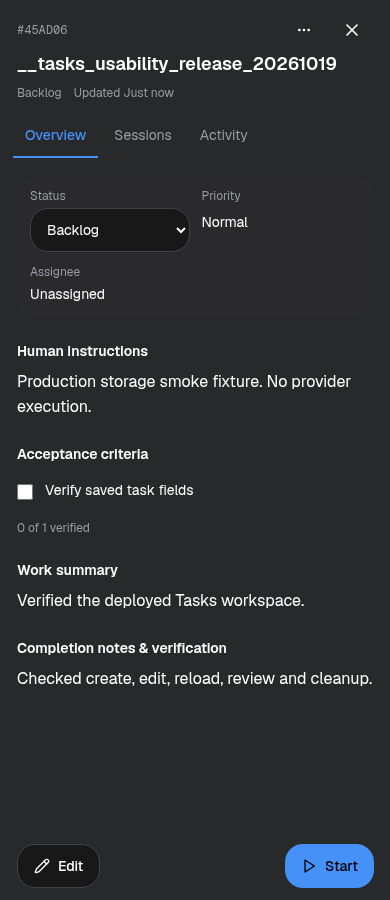 #45AD06
__tasks_usability_release_20261019
Backlog Updated Just now
Overview Sessions Activity
Status
Priority
Backlog
Normal
Assignee
Unassigned
Human instructions
Production storage smoke fixture. No provider
execution.
Acceptance criteria
Verify saved task fields
0 of 1 verified
Work summary
Verified the deployed Tasks workspace.
Completion notes & verification
Checked create, edit, reload, review and cleanup.
Edit
Start